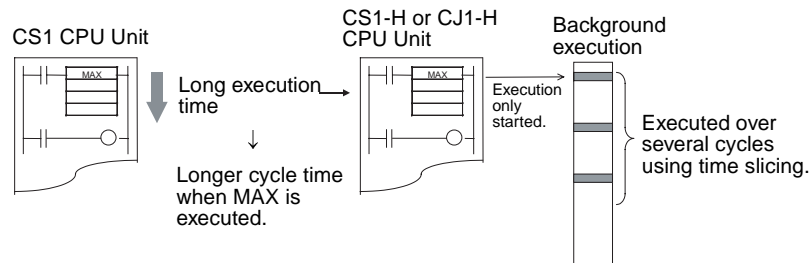 CS1 CPU Unit
MAX
Long execution
time
Longer cycle time
when MAX is
executed.
CS1-H or CJ1-H
CPU Unit
MAX
Execution
only
started.
Background
execution
Executed over
several cycles
using time slicing.